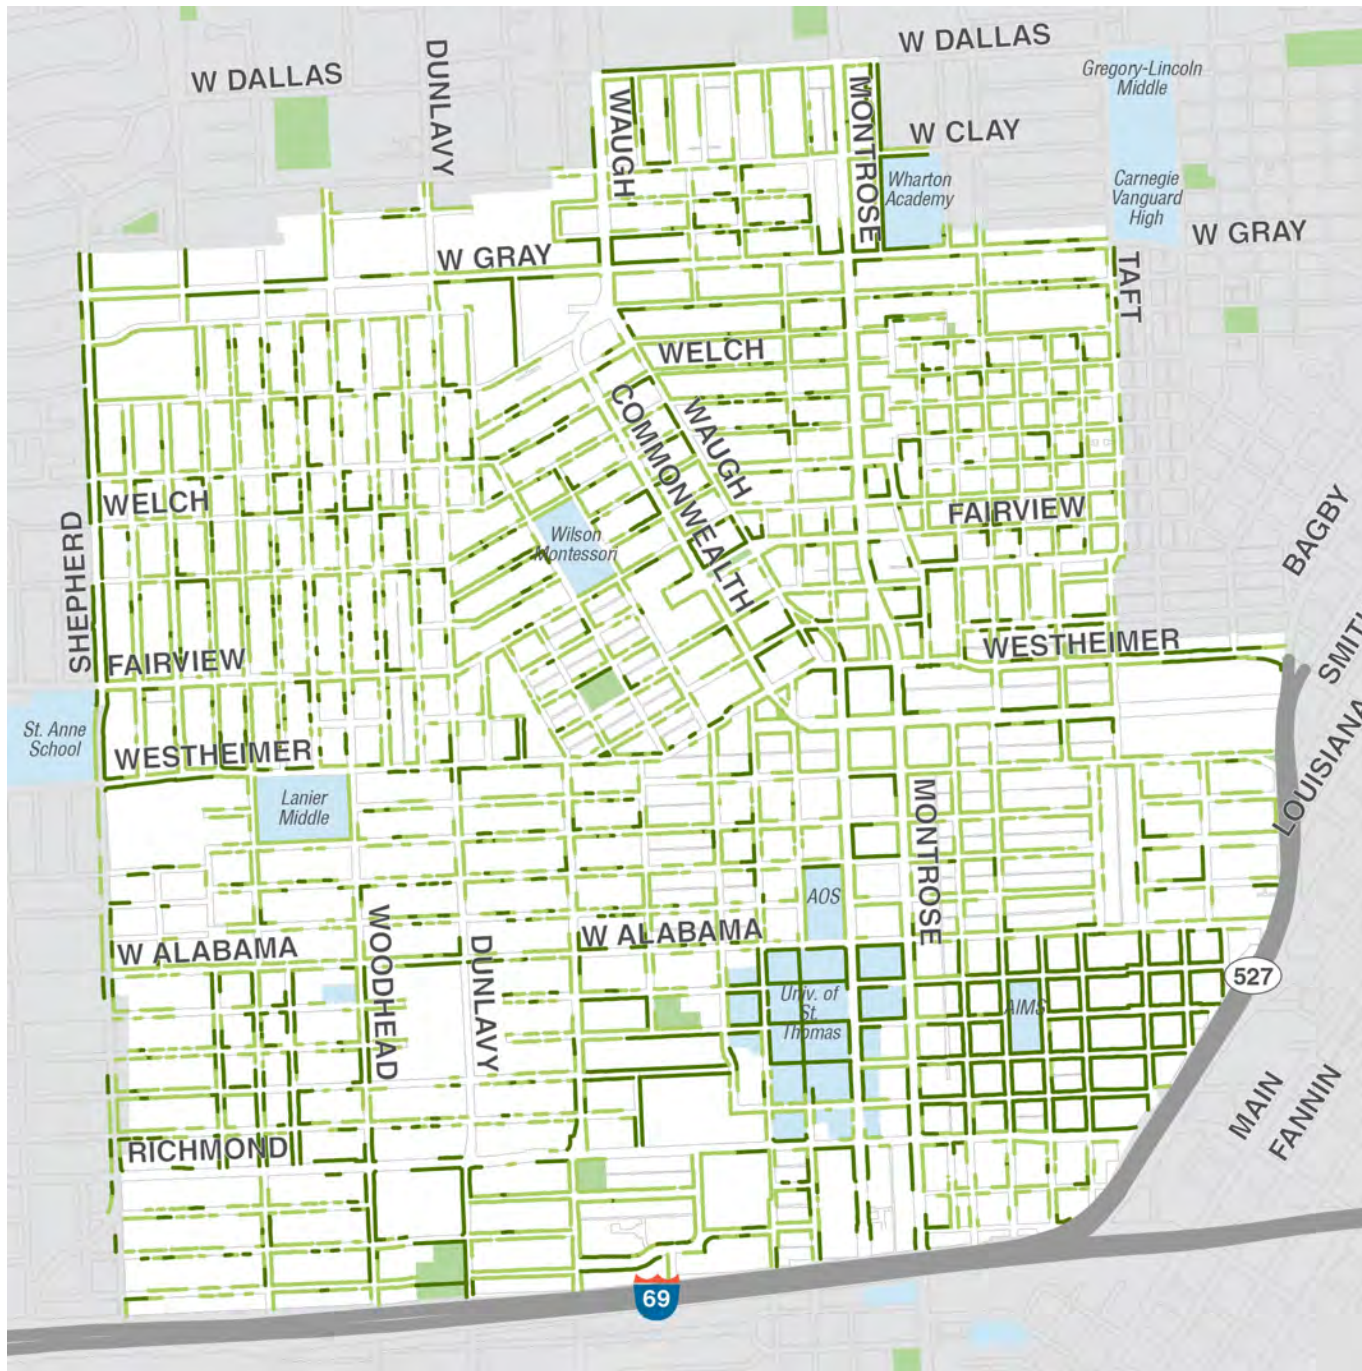 W DALLAS
W DALLAS
DUNLAVY
Gregory-Lincoln
Middle
WAUGH
MONTROSE
W CLAY
Wharton
Academy
Carnegie
Vanguard
High
W GRAY
W GRAY
TAFT
WELCH
COMMONWEALTH
WAUGH
WELCH
FAIRVIEW
SHEPHERD
Wilson
Montessori
BAGBY
SMITH
FAIRVIEW
WESTHEIMER
St. Anne
School
WESTHEIMER
LOUISIANA
Lanier
Middle
MONTROSE
AOS
WOODHEAD
DUNLAVY
W ALABAMA
W ALABAMA
527
Univ. of
St.
Thomas
AIMS
MAIN
FANNIN
RICHMOND
69